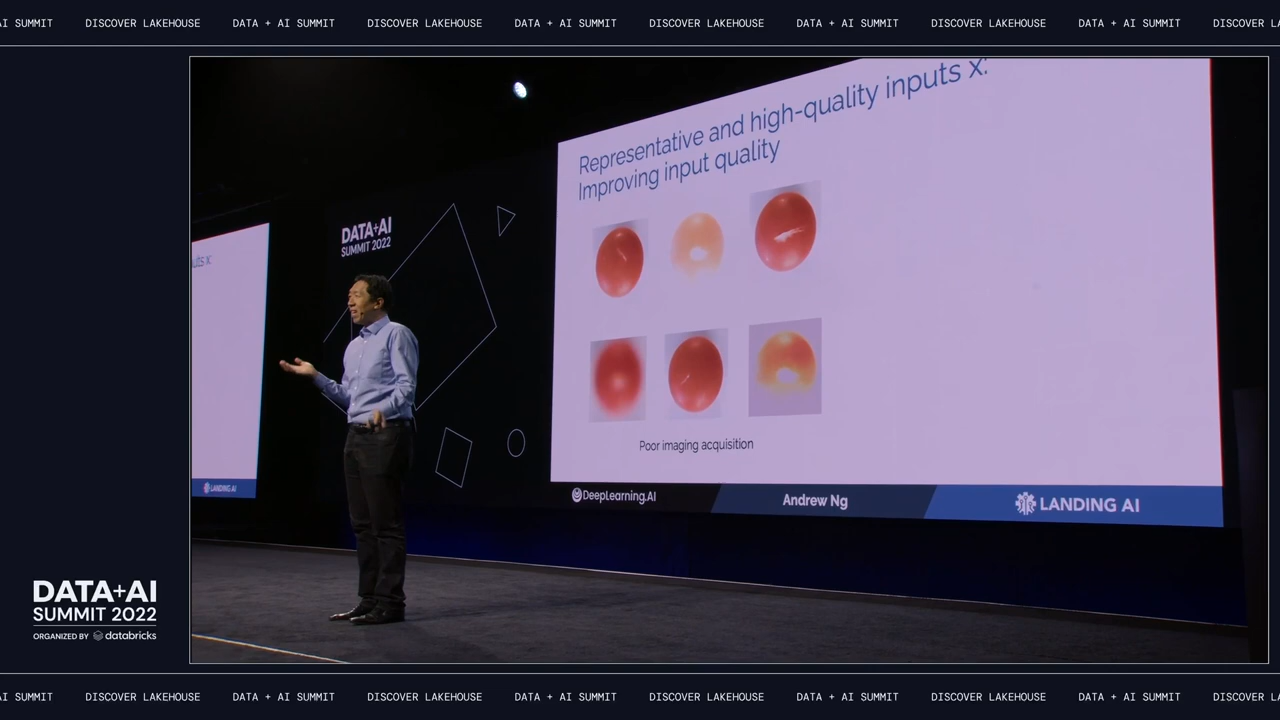 AI SUMMIT DISCOVER LAKEHOUSE DATA + AI SUMMIT DISCOVER LAKEHOUSE DATA + AI SUMMIT DISCOVER LAKEHOUSE DATA + AI SUMMIT DISCOVER LAKEHOUSE DATA + AI SUMMIT DISCOVER
Representative and high-quality inputs x:
Improving input quality
DATA+AI
SUMMIT 2022
uts x:
Poor imaging acquisition
LANDING AI
DeepLearning.AI
Andrew Ng
LANDING AI
DATA+AI
SUMMIT 2022
ORGANIZED BY databricks
AI SUMMIT DISCOVER LAKEHOUSE DATA + AI SUMMIT DISCOVER LAKEHOUSE DATA + AI SUMMIT DISCOVER LAKEHOUSE DATA + AI SUMMIT DISCOVER LAKEHOUSE DATA + AI SUMMIT DISCOVER